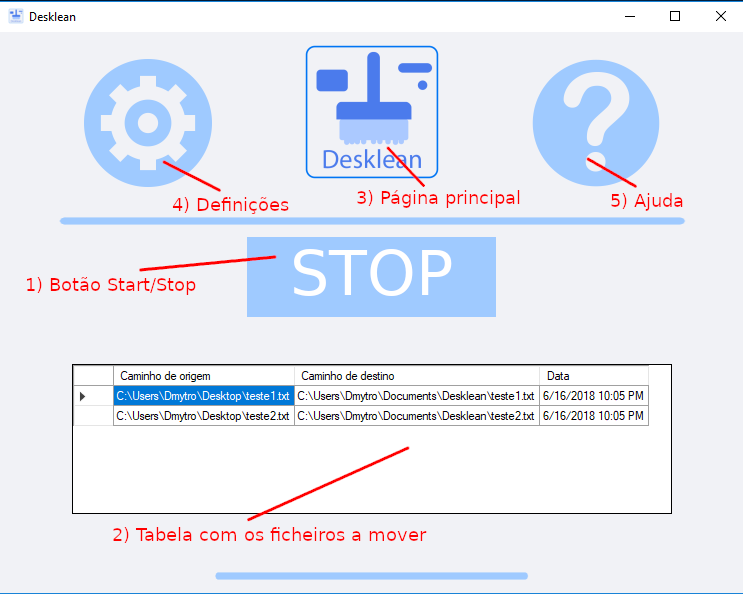 Desklean
Desklean
4) Definições
3) Página principal
5) Ajuda
STOP
1) Botão Start/Stop
Caminho de origem Caminho de destino Data
C:\Users\Dmytro\Desktop\teste1.txt C:\Users\Dmytro\Documents\Desklean\teste1.txt 6/16/2018 10:05 PM
C:\Users\Dmytro\Desktop\teste2.txt C:\Users\Dmytro\Documents\Desklean\teste2.txt 6/16/2018 10:05 PM
2) Tabela com os ficheiros a mover